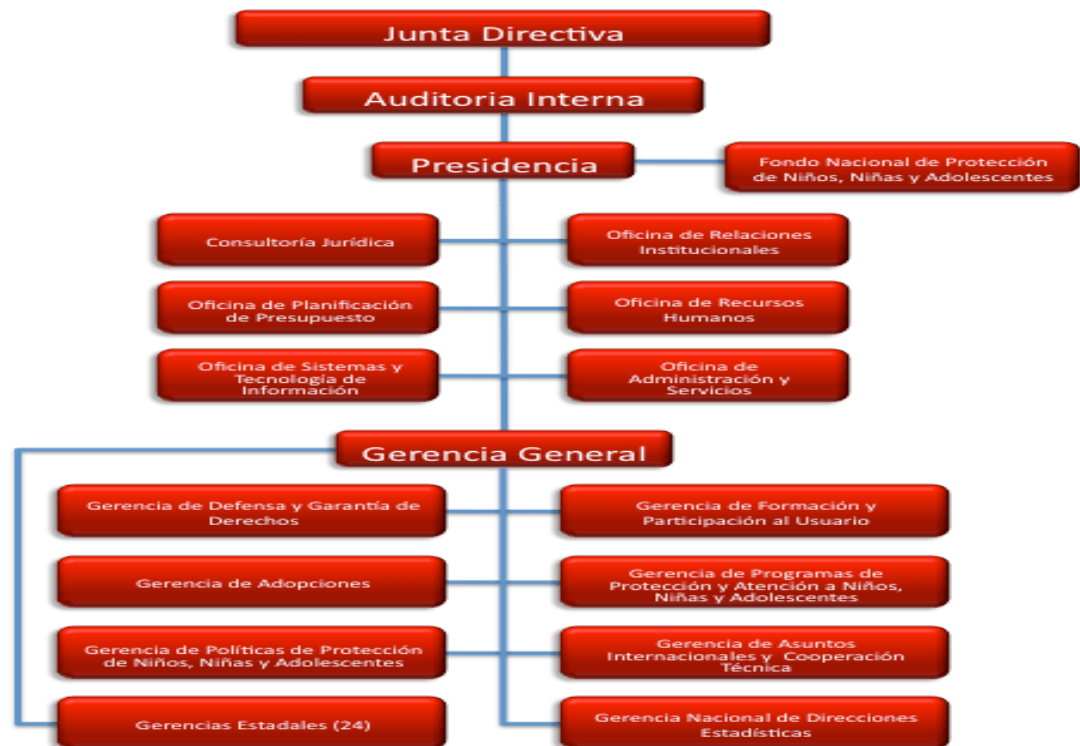 Junta Directiva
Auditoria Interna
Presidencia
Fondo Nacional de Protección
de Niños, Niñas y Adolescentes
Consultoría Jurídica
Oficina de Relaciones
Institucionales
Oficina de Planificación
de Presupuesto
Oficina de Recursos
Humanos
Oficina de Sistemas y
Tecnología de
Información
Oficina de
Administración y
Servicios
Gerencia General
Gerencia de Defensa y Garantía de
Derechos
Gerencia de Formación y
Participación al Usuario
Gerencia de Adopciones
Gerencia de Programas de
Protección y Atención a Niños,
Niñas y Adolescentes
Gerencia de Políticas de Protección
de Niños, Niñas y Adolescentes
Gerencia de Asuntos
Internacionales y Cooperación
Técnica
Gerencias Estadales (24)
Gerencia Nacional de Direcciones
Estadísticas